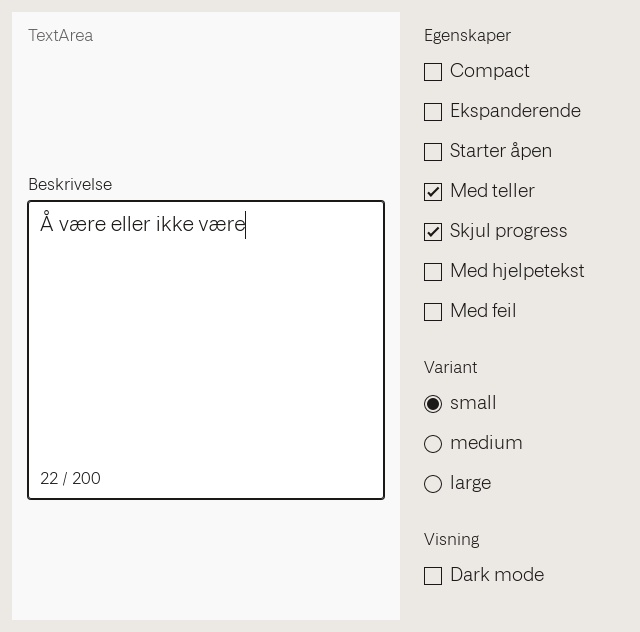 TextArea
Beskrivelse
Å være eller ikke være
22 / 200
Egenskaper
Compact
Ekspanderende
Starter åpen
Med teller
Skjul progress
Med hjelpetekst
Med feil
Variant
small
medium
large
Visning
Dark mode